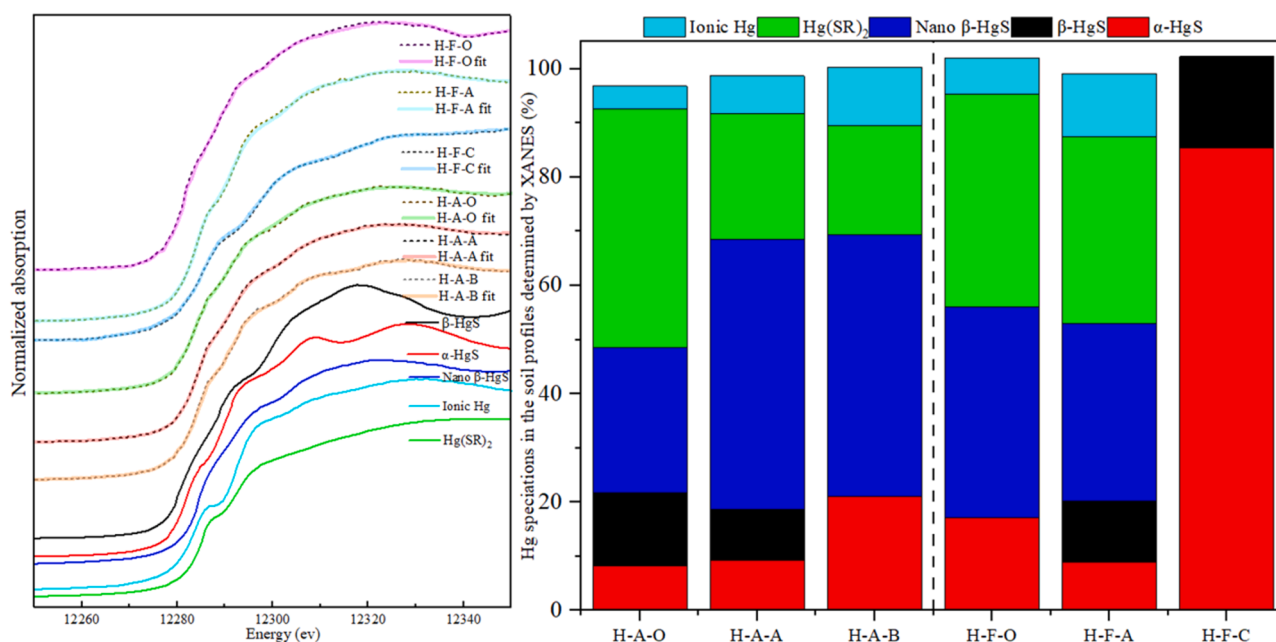 Normalized absorption
H-F-O
H-F-O fit
H-F-A
H-F-A fit
H-F-C
H-F-C fit
H-A-O
H-A-O fit
H-A-A
H-A-A fit
H-A-B
H-A-B fit
β-HgS
α-HgS
Nano β-HgS
Ionic Hg
Hg(SR)₂
12260 12280 12300 12320 12340
Energy (ev)
Ionic Hg Hg(SR)₂ Nano β-HgS β-HgS α-HgS
Hg speciations in the soil profiles determined by XANES (%)
100
80
60
40
20
0
H-A-O H-A-A H-A-B H-F-O H-F-A H-F-C